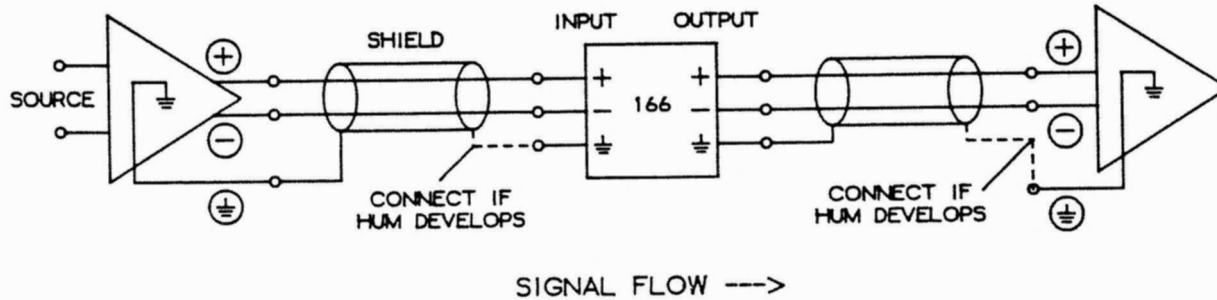 INPUT OUTPUT
SHIELD
+ +
+ +
SOURCE
166
- -
- -
CONNECT IF
HUM DEVELOPS
CONNECT IF
HUM DEVELOPS
SIGNAL FLOW --->